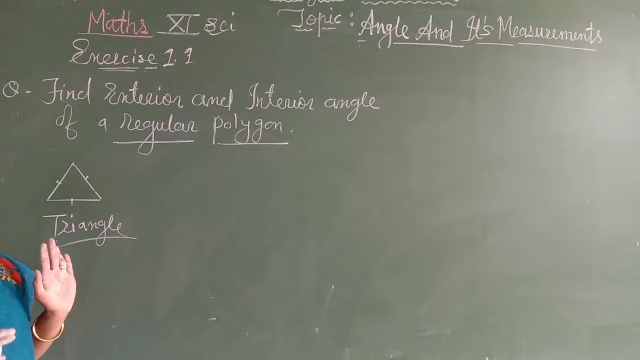 Maths XI sci
Topic: Angle And It's Measurements
Exercise 1.1
Q- Find Exterior and Interior angle
of a regular polygon.
Triangle